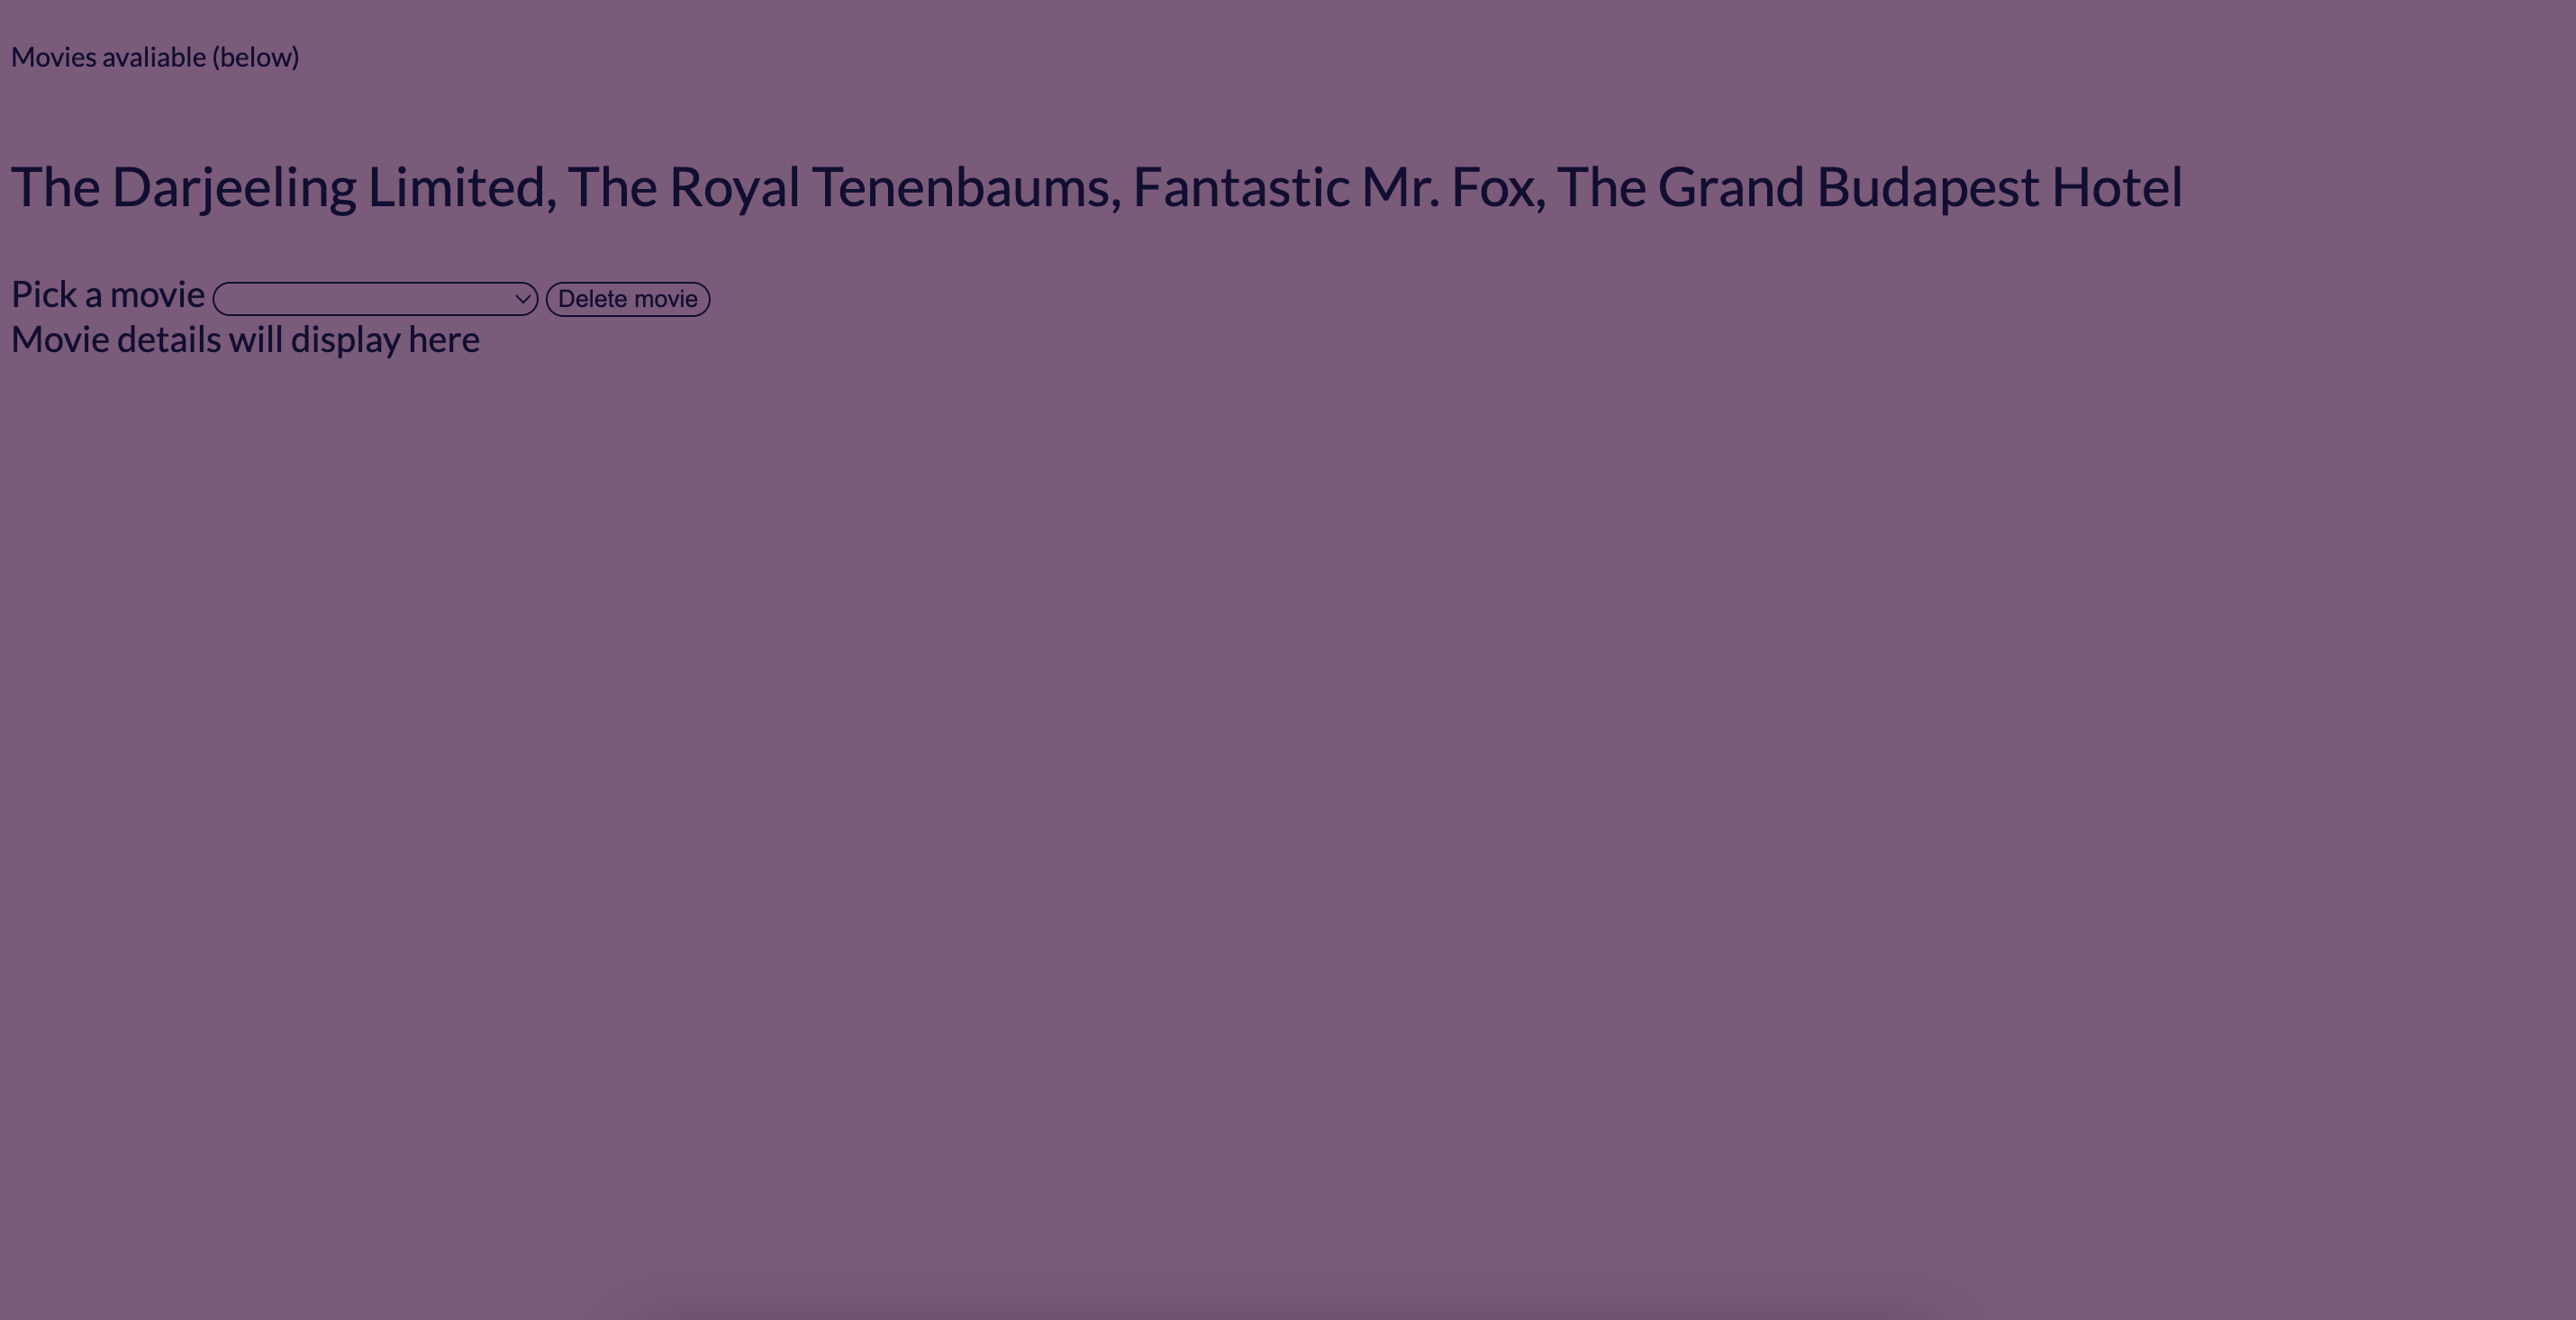 Movies avaliable (below)
The Darjeeling Limited, The Royal Tenenbaums, Fantastic Mr. Fox, The Grand Budapest Hotel
Pick a movie Delete movie
Movie details will display here